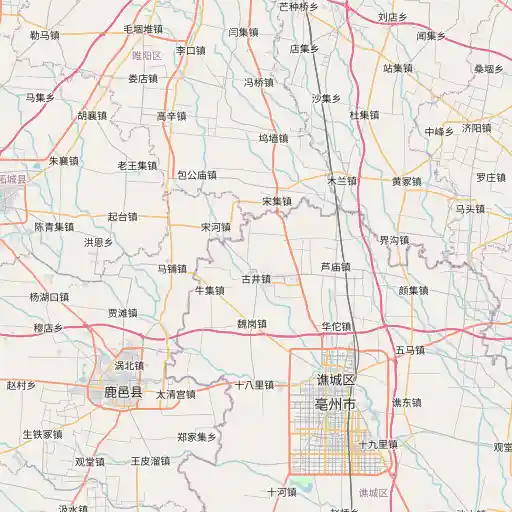 芒种桥乡
刘店乡
勒马乡
毛堌堆镇
闫集镇
闻集乡
睢阳区
李口镇
店集乡
娄店镇
冯桥镇
站集镇
桑堌乡
马集乡
沙集乡
胡襄镇
高辛镇
杜集镇
中峰乡
济阳镇
坞墙镇
朱襄镇
老王集镇
包公庙镇
木兰镇
黄冢镇
罗庄镇
柘城县
宋集镇
起台镇
马头镇
陈青集镇
宋河镇
洪恩乡
界沟镇
马铺镇
芦庙镇
古井镇
杨湖口镇
牛集镇
颜集镇
贾滩镇
穆店乡
魏岗镇
华佗镇
五马镇
涡北镇
赵村乡
十八里镇
谯城区
鹿邑县
太清宫镇
亳州市
谯东镇
生铁冢镇
郑家集乡
十九里镇
观堂镇
王皮溜镇
观堂
十河镇
谯城区
汲水镇